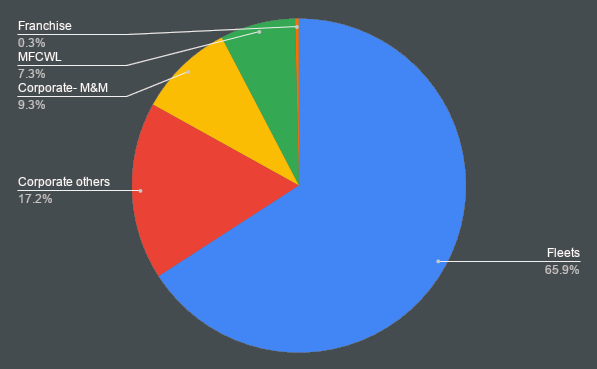 Franchise
0.3%
MFCWL
7.3%
Corporate- M&M
9.3%
Corporate others
17.2%
Fleets
65.9%